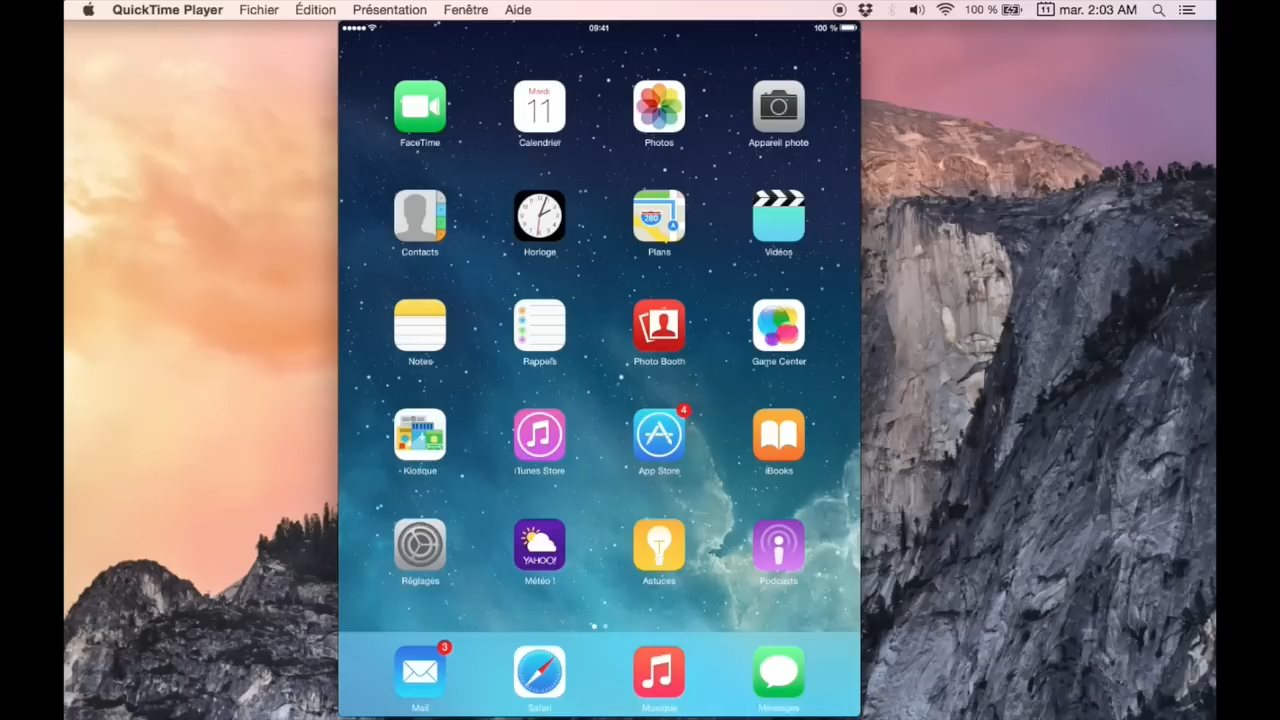 QuickTime Player Fichier Édition Présentation Fenêtre Aide 100 % 11 mar. 2:03 AM
09:41 100 %
Mardi
11
FaceTime Calendrier Photos Appareil photo
280
Contacts Horloge Plans Vidéos
Notes Rappels Photo Booth Game Center
4
Kiosque iTunes Store App Store iBooks
YAHOO!
Réglages Météo ! Astuces Podcasts
3
Mail Safari Musique Messages